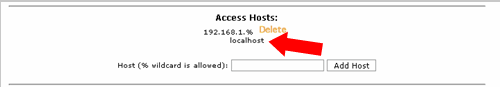 Access Hosts:
192.168.1.% Delete
localhost
Host (% wildcard is allowed): Add Host